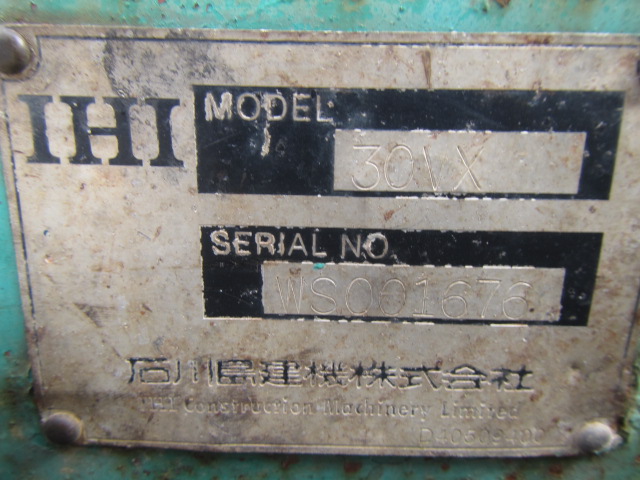 IHI
MODEL
30VX
SERIAL NO.
WS001676
石川島建機株式会社
IHI Construction Machinery Limited